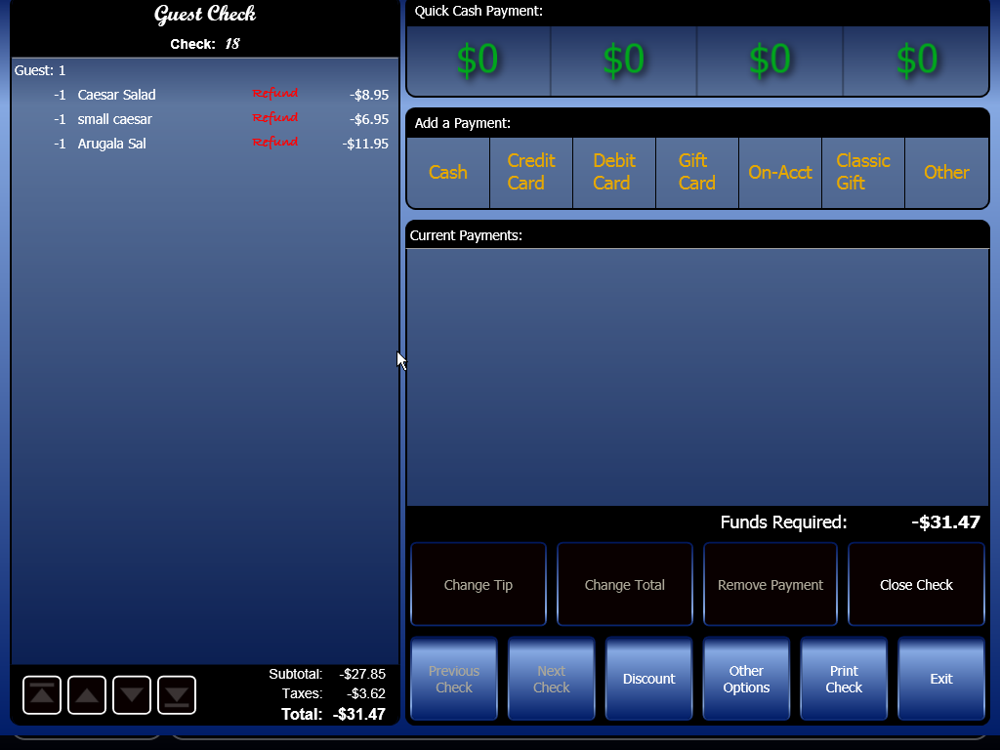 Guest Check
Check: 18
Guest: 1
-1 Caesar Salad Refund -$8.95
-1 small caesar Refund -$6.95
-1 Arugala Sal Refund -$11.95
Subtotal: -$27.85
Taxes: -$3.62
Total: -$31.47
Quick Cash Payment:
$0 $0 $0 $0
Add a Payment:
Cash
Credit
Card
Debit
Card
Gift
Card
On-Acct
Classic
Gift
Other
Current Payments:
Funds Required: -$31.47
Change Tip
Change Total
Remove Payment
Close Check
Previous
Check
Next
Check
Discount
Other
Options
Print
Check
Exit